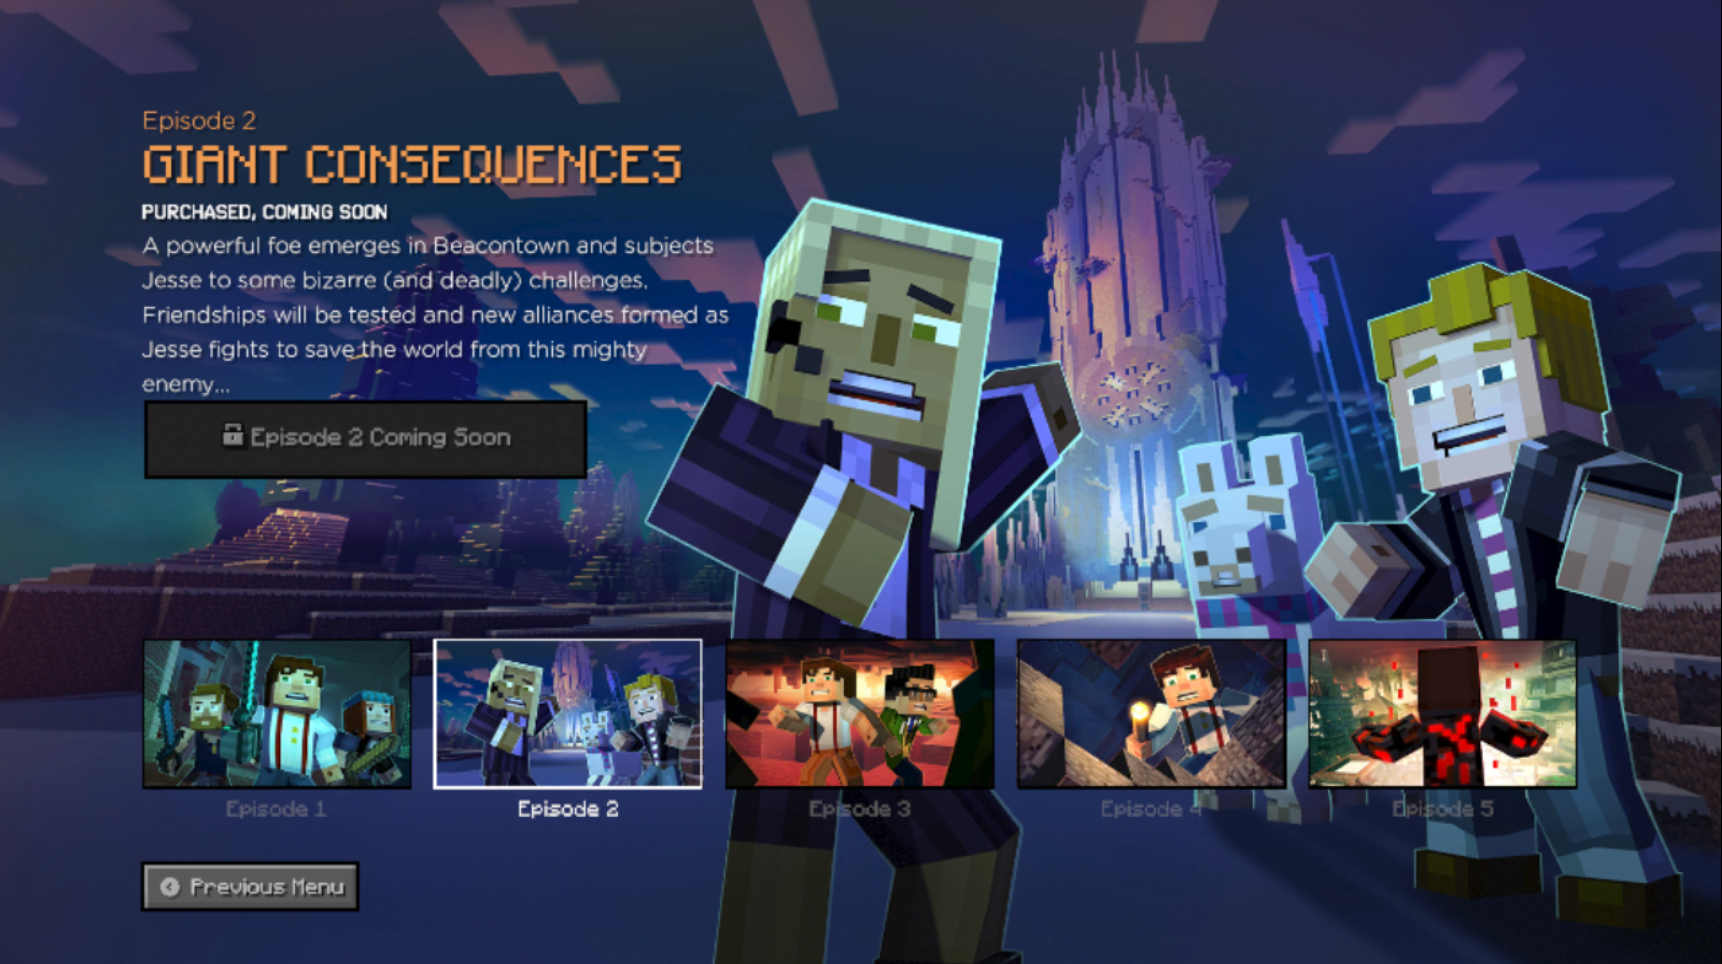 Episode 2
GIANT CONSEQUENCES
PURCHASED, COMING SOON
A powerful foe emerges in Beacontown and subjects
Jesse to some bizarre (and deadly) challenges.
Friendships will be tested and new alliances formed as
Jesse fights to save the world from this mighty
enemy...
Episode 2 Coming Soon
Episode 1
Episode 2
Episode 3
Episode 4
Episode 5
Previous Menu